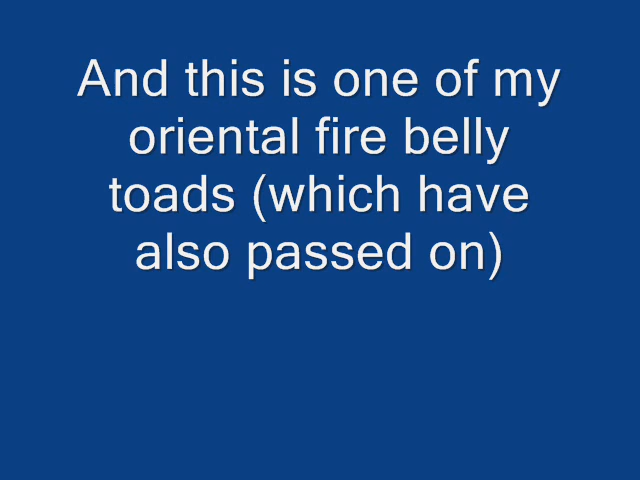 And this is one of my
oriental fire belly
toads (which have
also passed on)